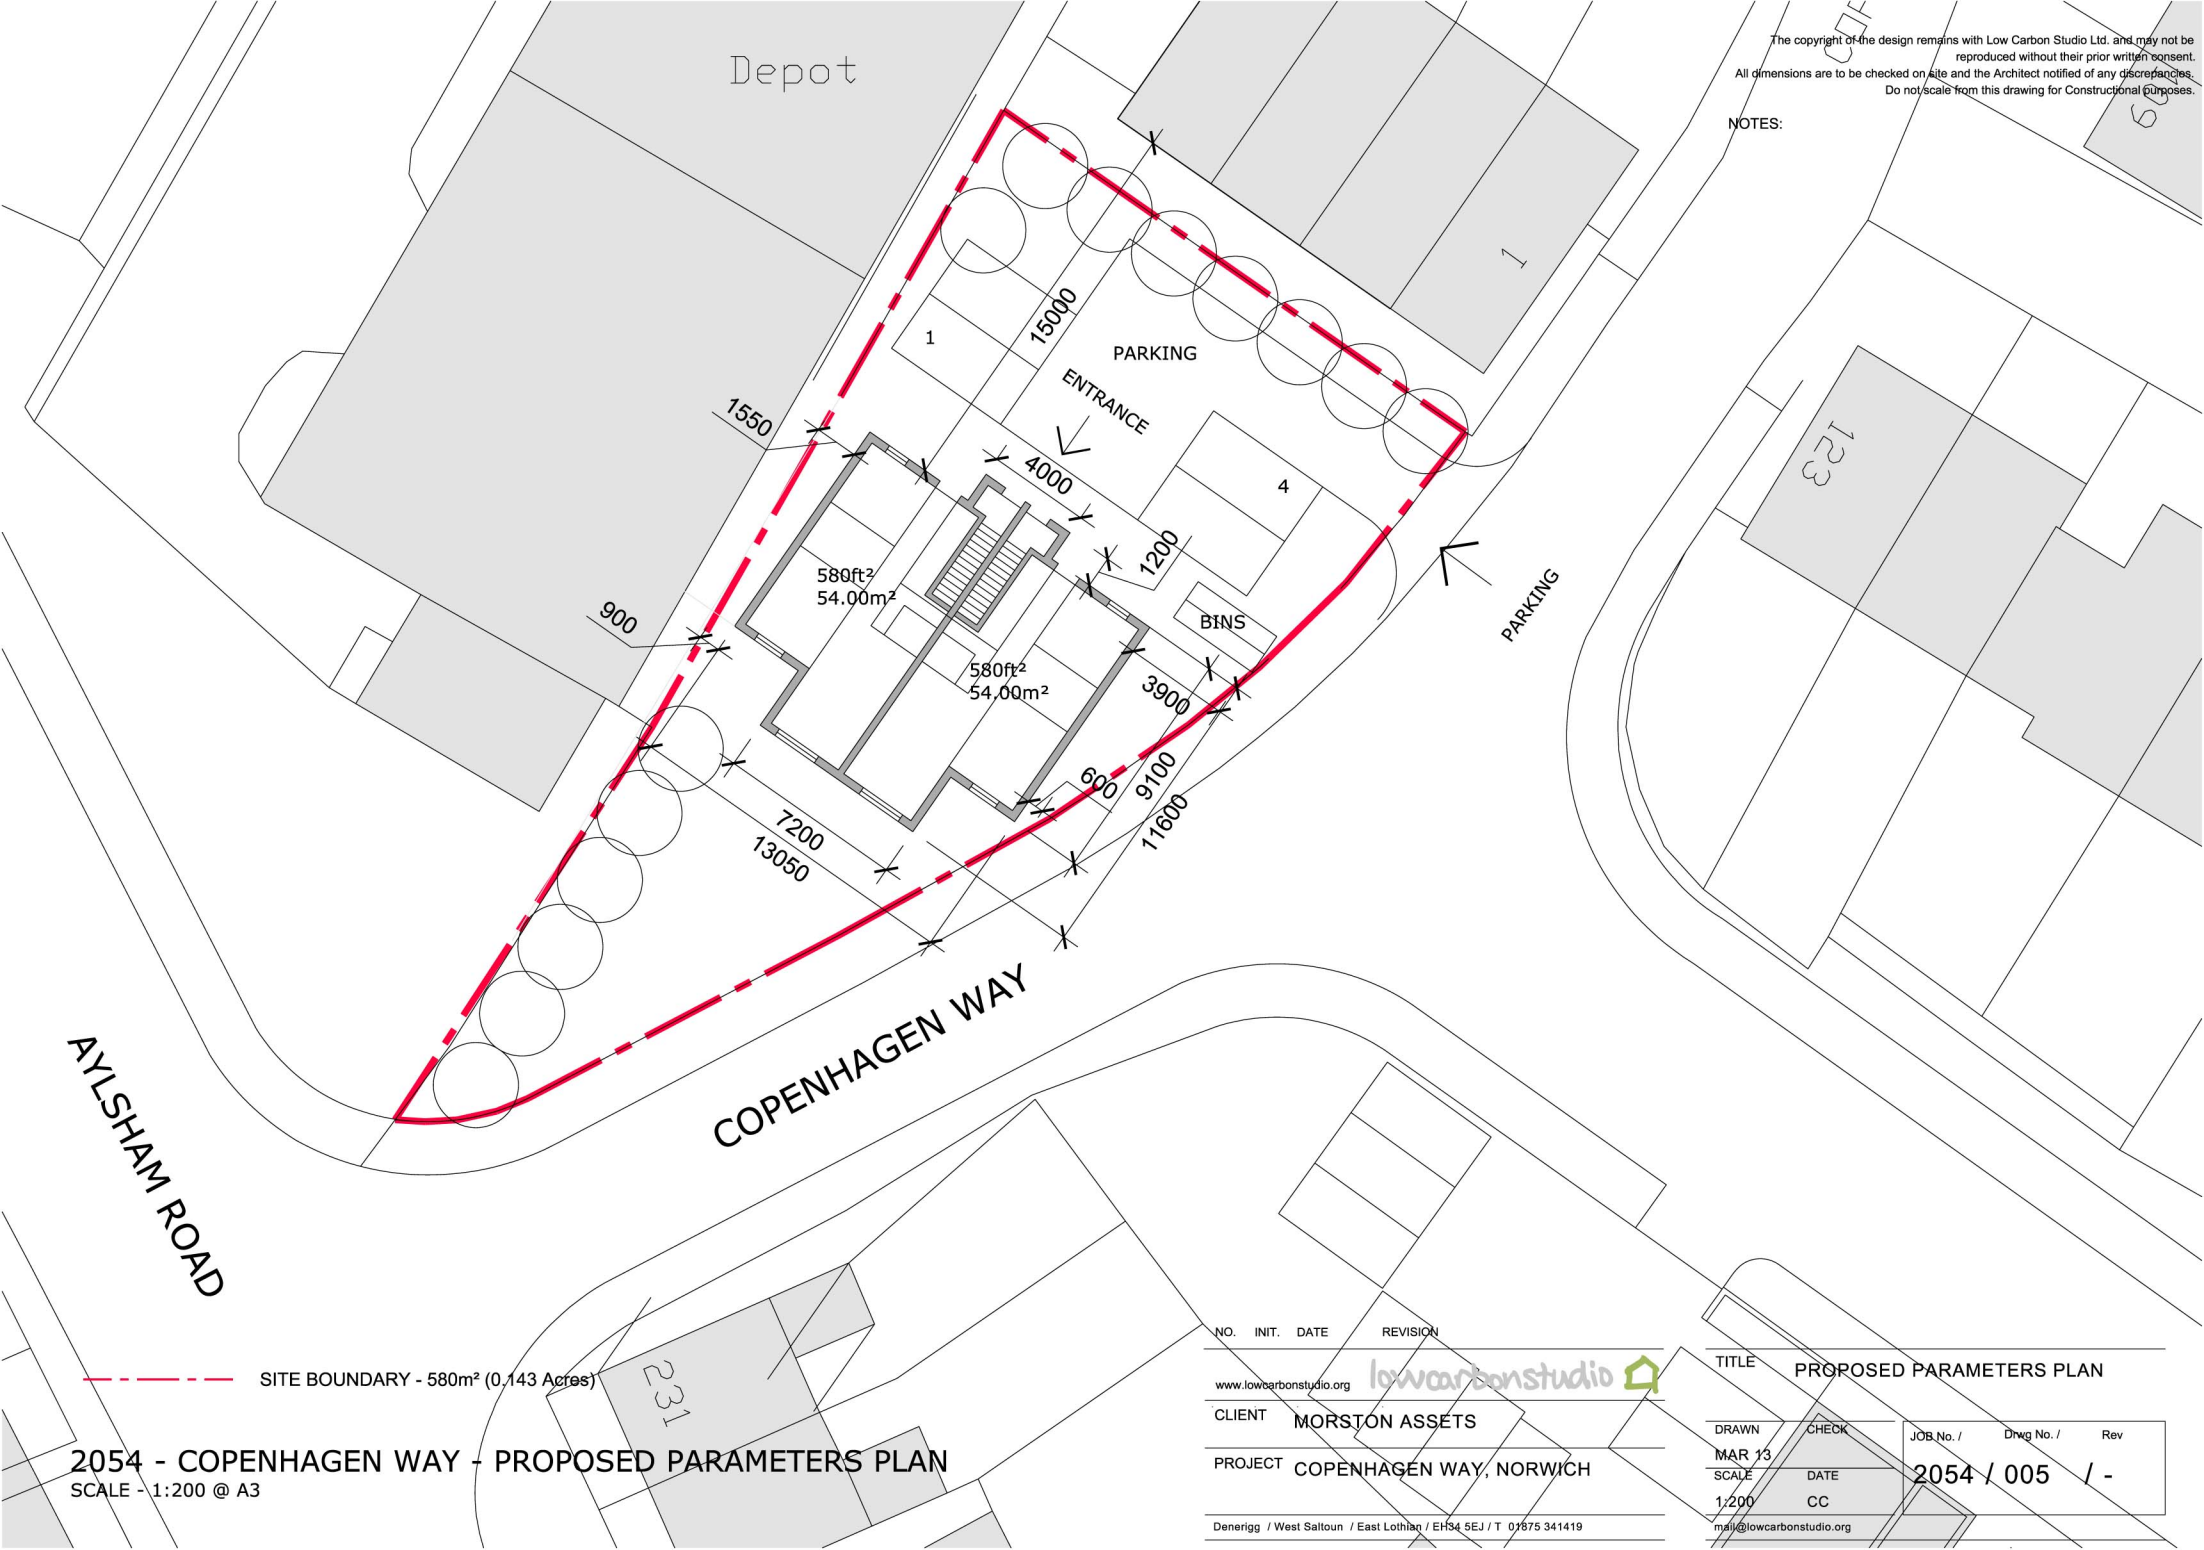 Depot
The copyright of the design remains with Low Carbon Studio Ltd. and may not be
reproduced without their prior written consent.
All dimensions are to be checked on site and the Architect notified of any discrepancies.
Do not scale from this drawing for Constructional purposes.
NOTES:
1
1
15000
PARKING
ENTRANCE
1550
4000
4
123
1200
580ft²
54.00m²
900
BINS
PARKING
580ft²
54.00m²
3900
600
9100
11600
7200
13050
COPENHAGEN WAY
AYLSHAM ROAD
231
SITE BOUNDARY - 580m² (0.143 Acres)
2054 - COPENHAGEN WAY - PROPOSED PARAMETERS PLAN
SCALE - 1:200 @ A3
NO. INIT. DATE REVISION
www.lowcarbonstudio.org lowcarbonstudio
CLIENT MORSTON ASSETS
PROJECT COPENHAGEN WAY, NORWICH
Denerigg / West Saltoun / East Lothian / EH34 5EJ / T 01875 341419
TITLE PROPOSED PARAMETERS PLAN
DRAWN CHECK
MAR 13
SCALE DATE
1:200 CC
JOB No. / Drwg No. / Rev
2054 / 005 / -
mail@lowcarbonstudio.org